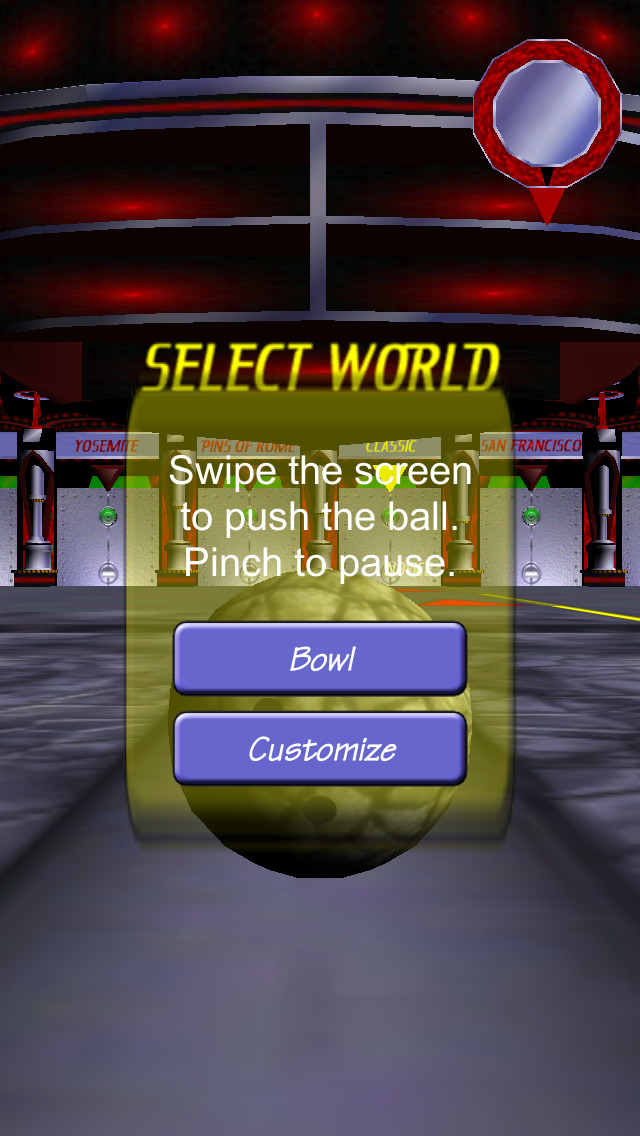 SELECT WORLD
YOSEMITE
PINS OF ROME
CLASSIC
SAN FRANCISCO
Swipe the screen
to push the ball.
Pinch to pause.
Bowl
Customize